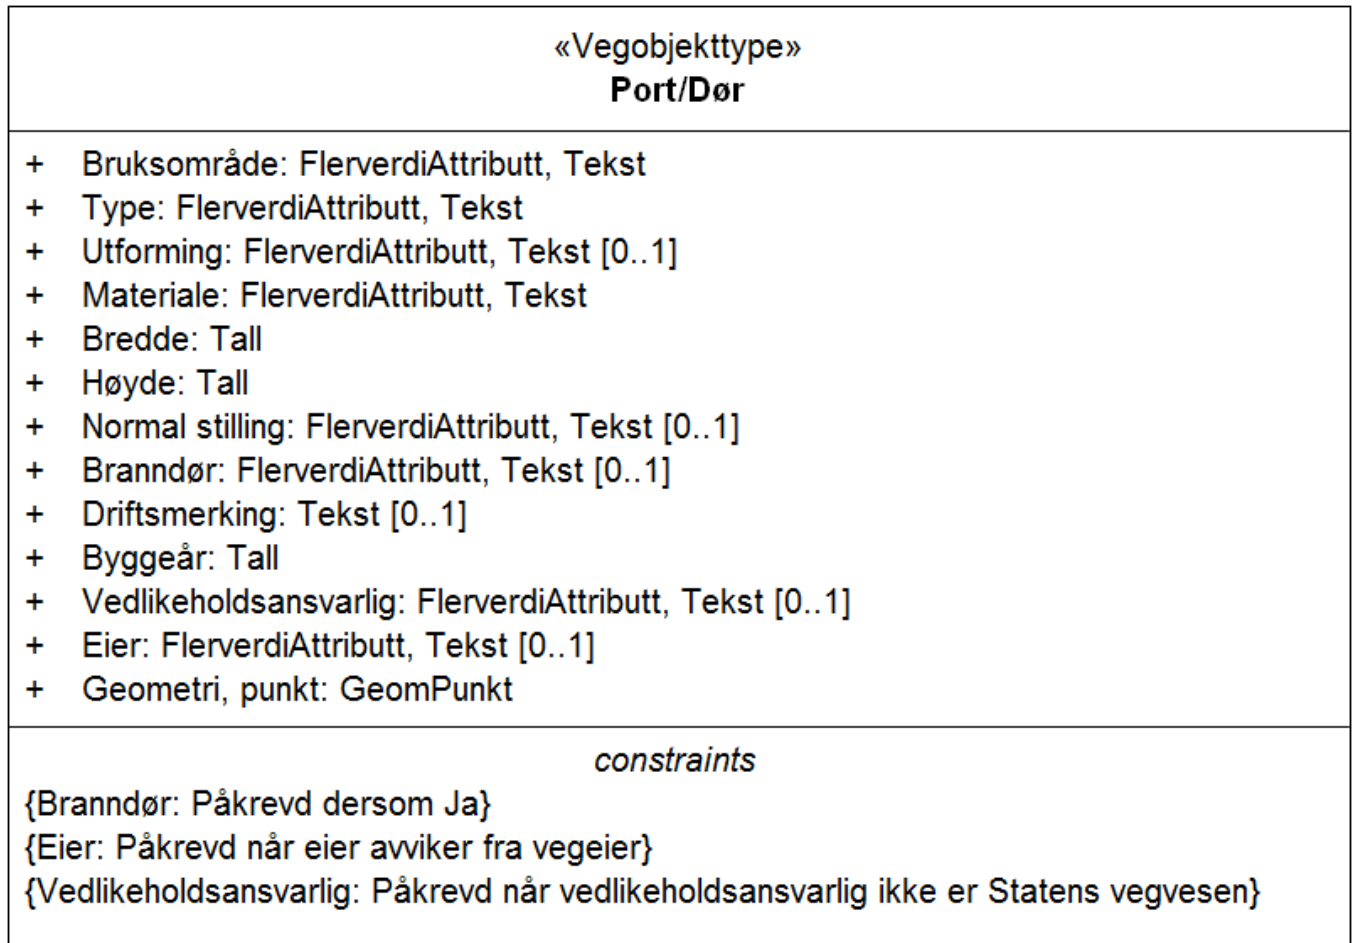 «Vegobjekttype»
Port/Dør
+ Bruksområde: FlerverdiAttributt, Tekst
+ Type: FlerverdiAttributt, Tekst
+ Utforming: FlerverdiAttributt, Tekst [0..1]
+ Materiale: FlerverdiAttributt, Tekst
+ Bredde: Tall
+ Høyde: Tall
+ Normal stilling: FlerverdiAttributt, Tekst [0..1]
+ Branndør: FlerverdiAttributt, Tekst [0..1]
+ Driftsmerking: Tekst [0..1]
+ Byggeår: Tall
+ Vedlikeholdsansvarlig: FlerverdiAttributt, Tekst [0..1]
+ Eier: FlerverdiAttributt, Tekst [0..1]
+ Geometri, punkt: GeomPunkt
constraints
{Branndør: Påkrevd dersom Ja}
{Eier: Påkrevd når eier avviker fra vegeier}
{Vedlikeholdsansvarlig: Påkrevd når vedlikeholdsansvarlig ikke er Statens vegvesen}